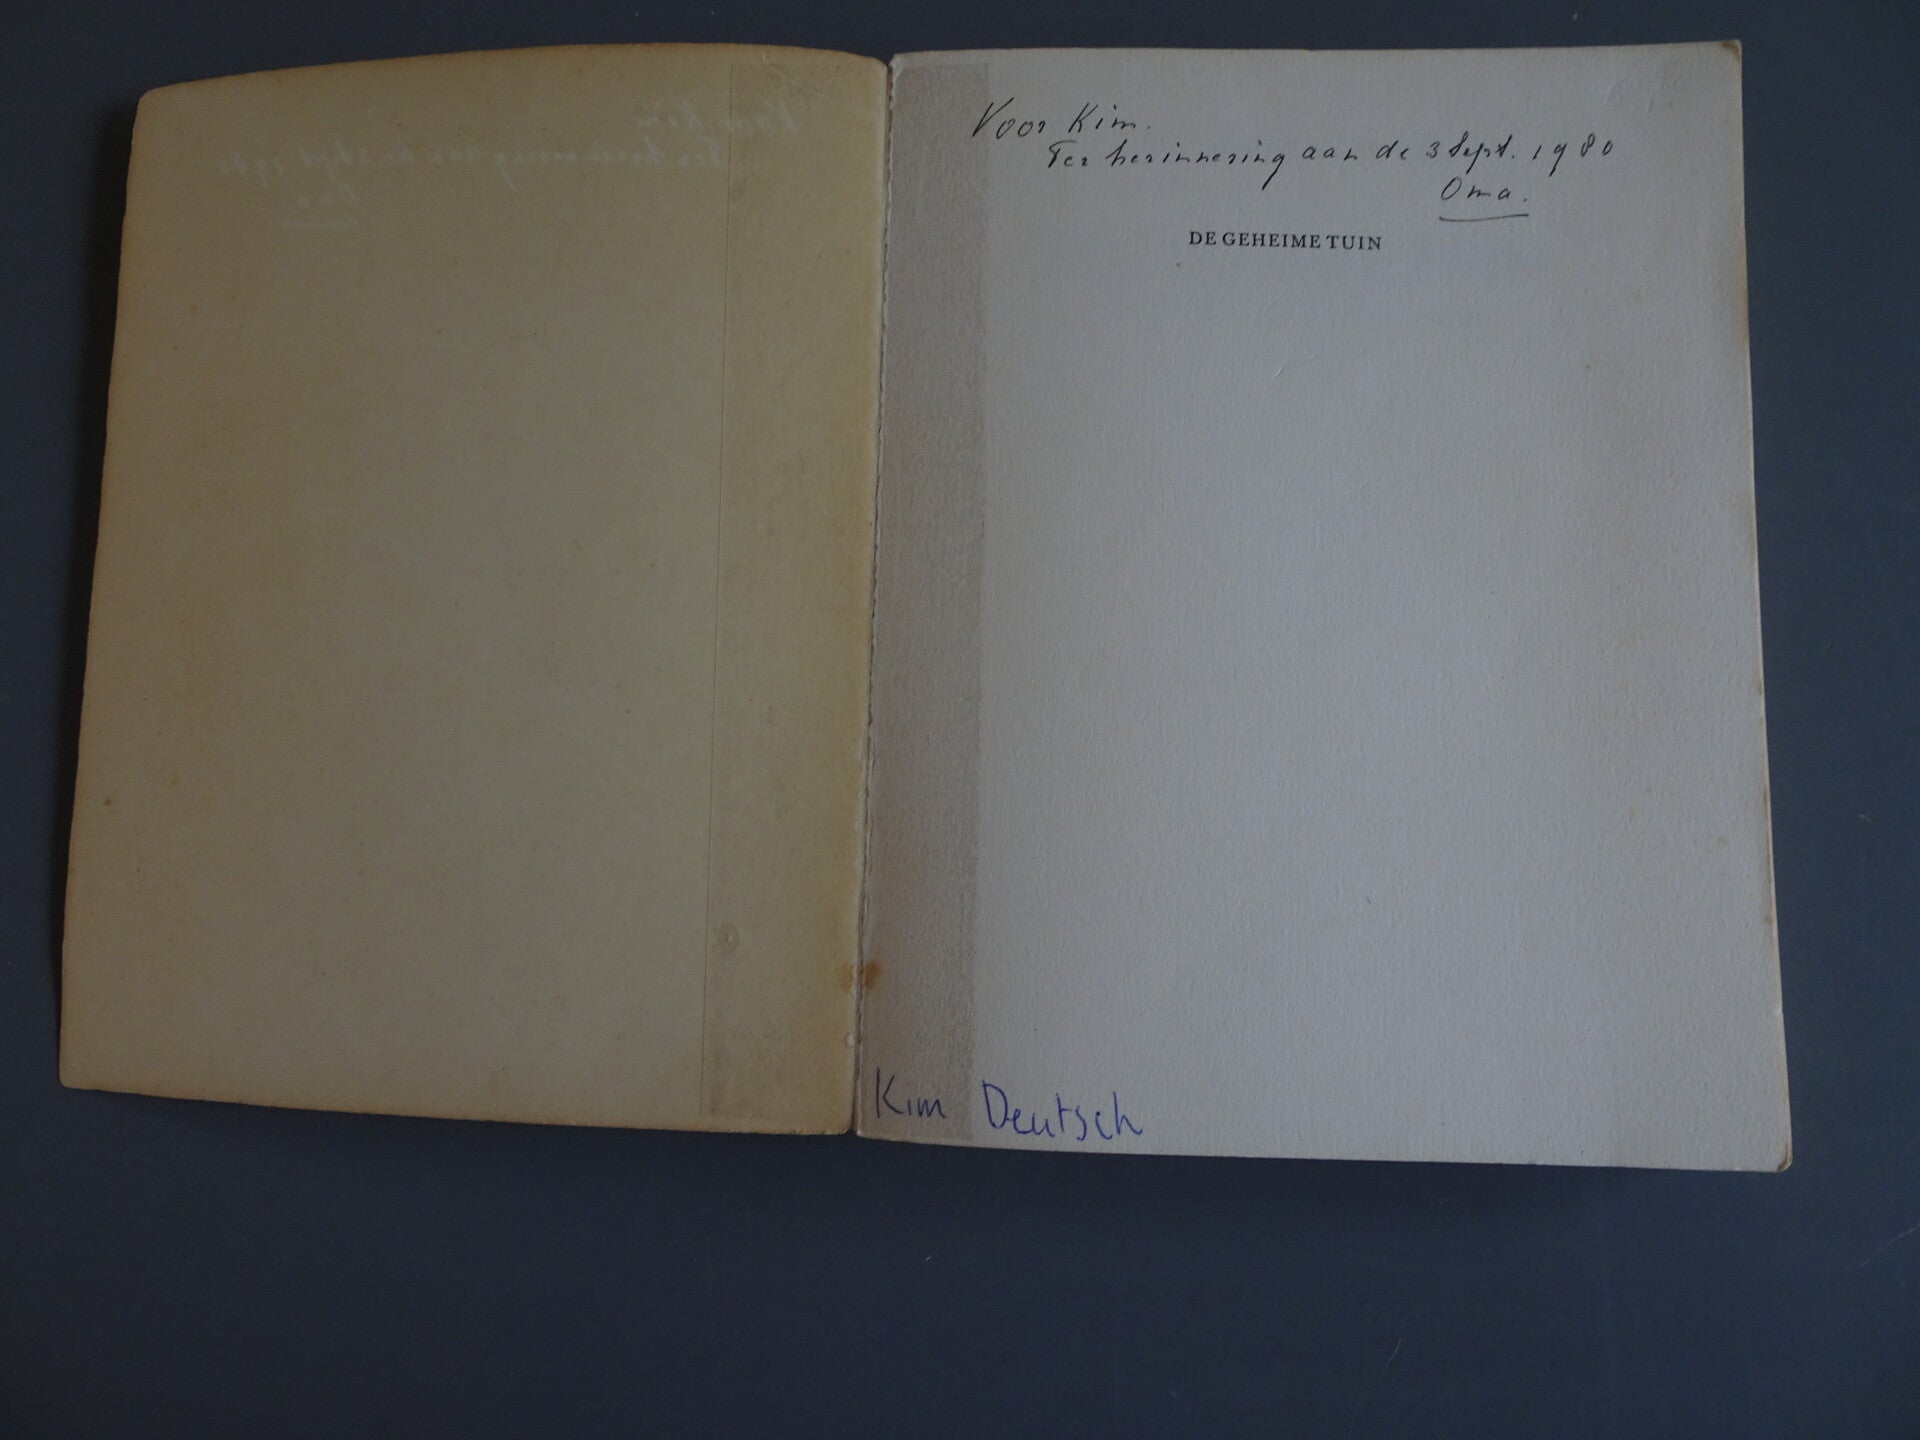 Voor Kim.
Ter herinnering aan de 3 Sept. 1980
Oma.
DE GEHEIME TUIN
Kim Deutsch